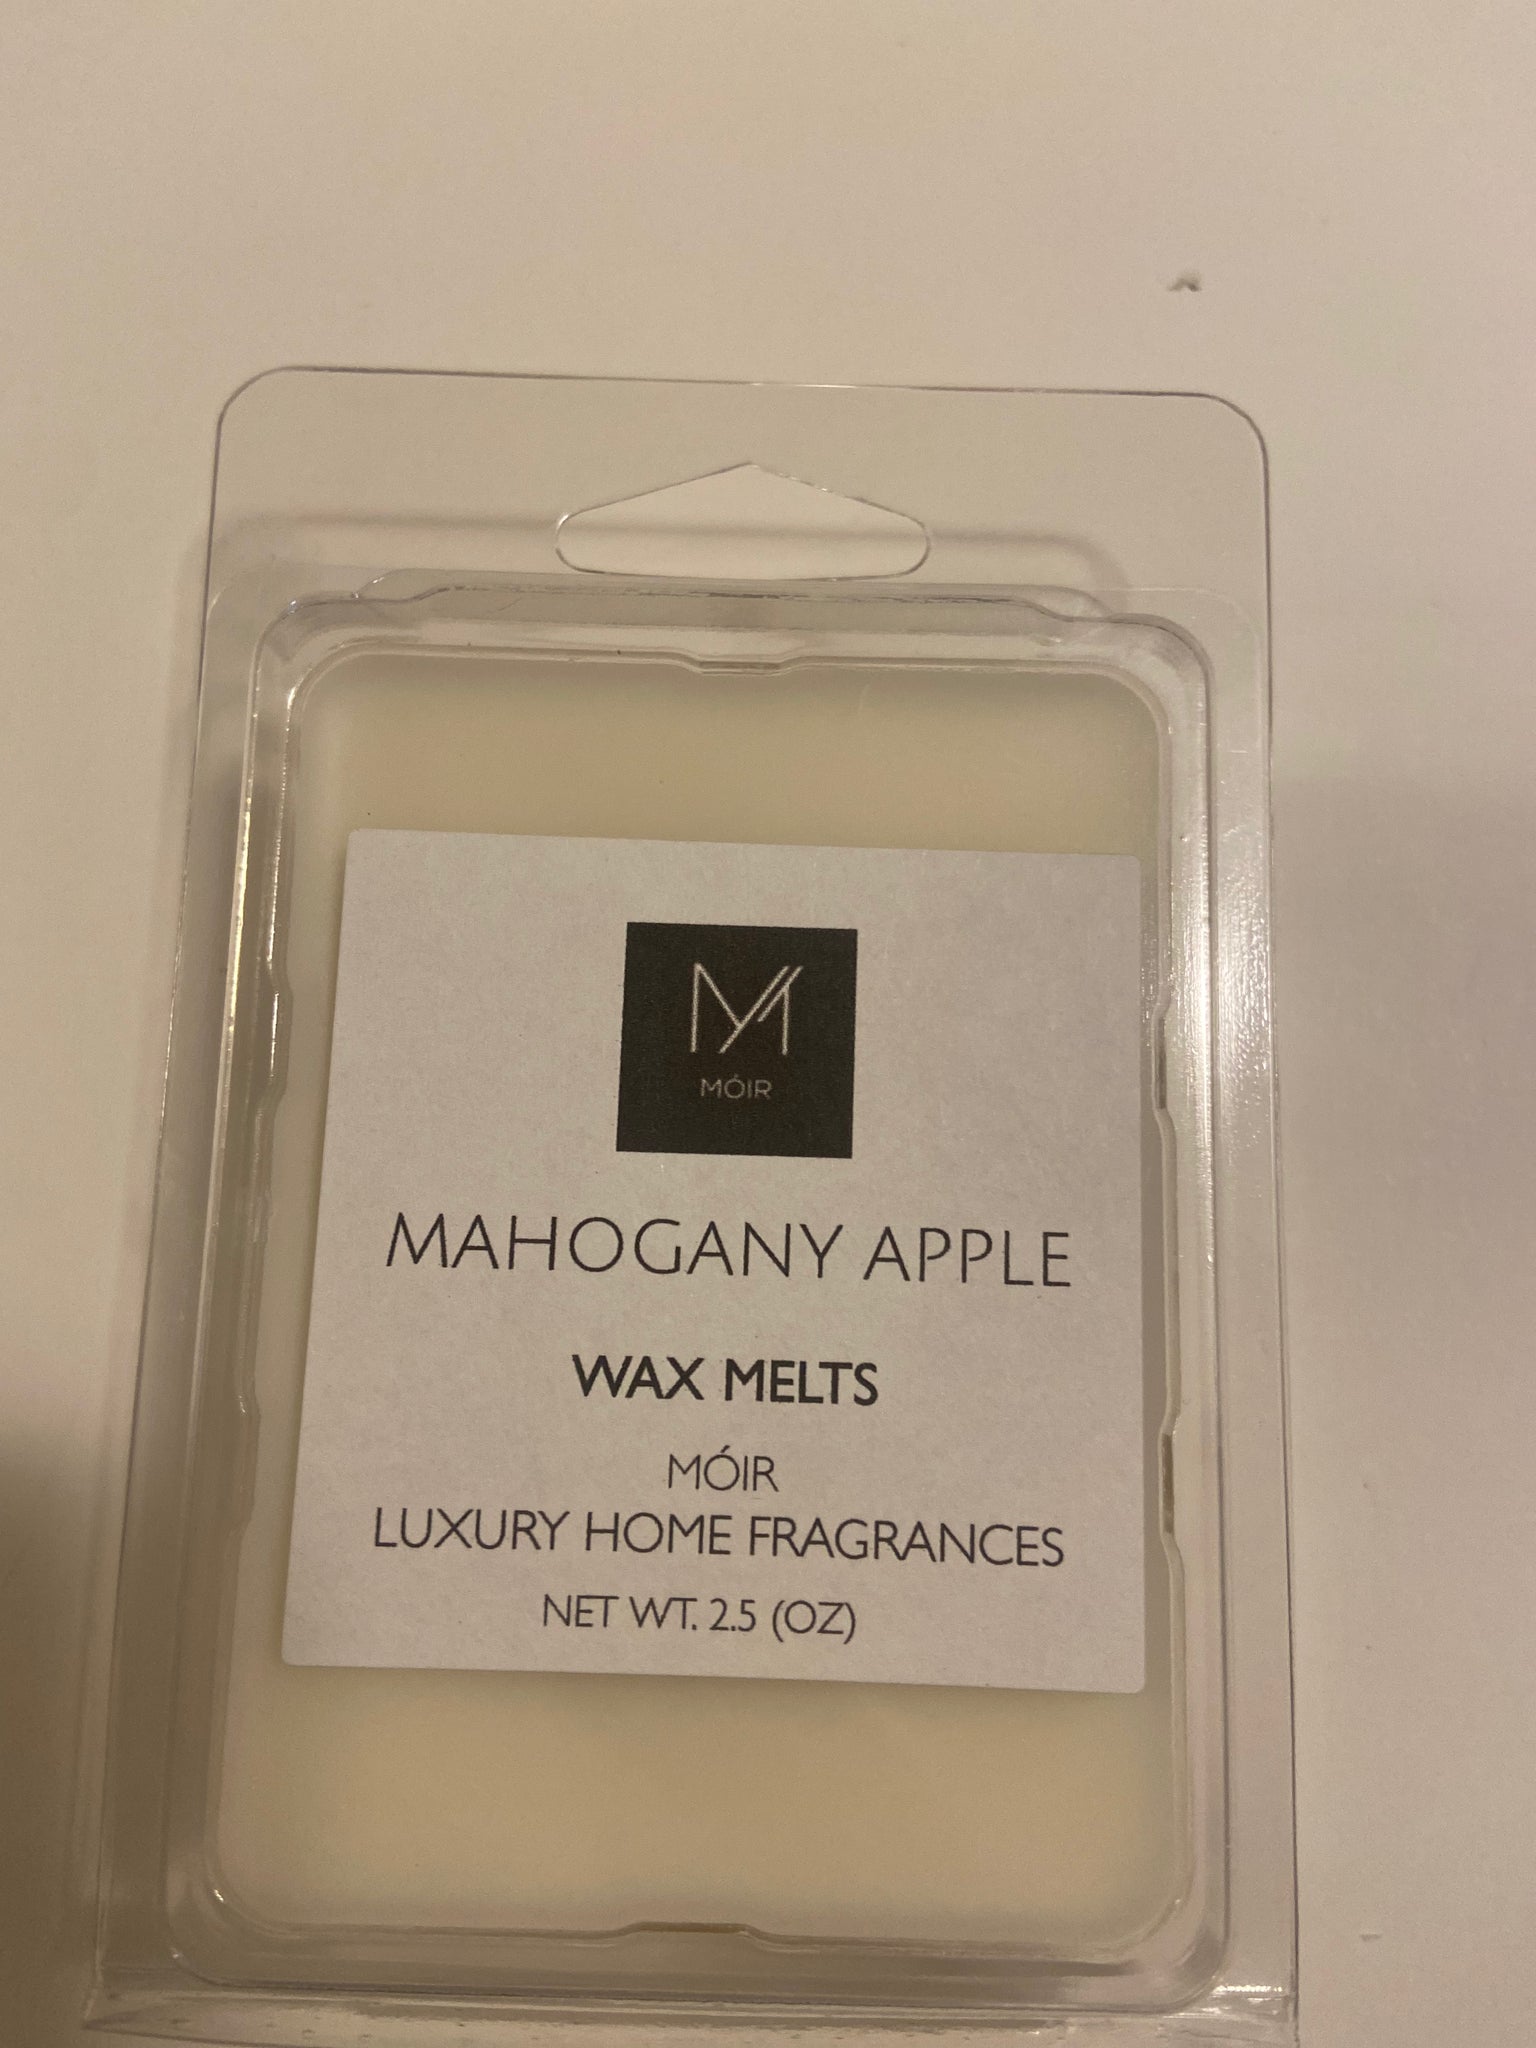 MÓIR
MAHOGANY APPLE
WAX MELTS
MÓIR
LUXURY HOME FRAGRANCES
NET WT. 2.5 (OZ)